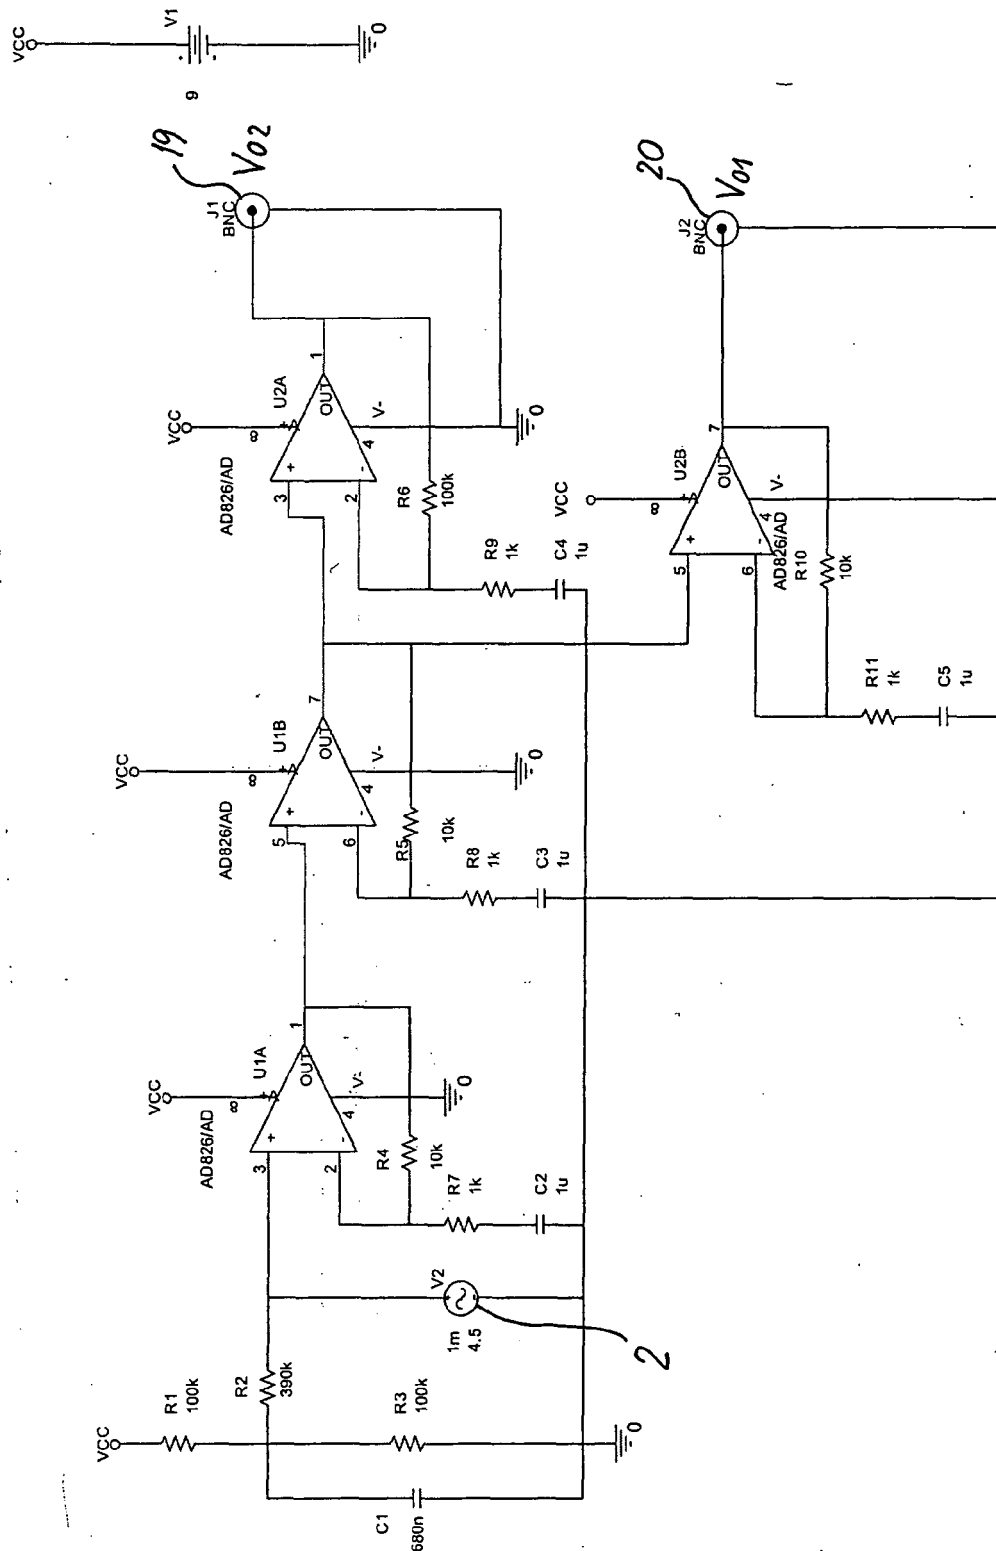 VCC
V1
9
0
19
VO2
J1
BNC
VCC
8
U2A
AD826/AD
3
+
OUT
1
2
-
4
V-
0
R6
100k
R9
1k
C4
1u
20
VO1
J2
BNC
VCC
8
U2B
5
+
OUT
7
6
-
4
V-
AD826/AD
R10
10k
R11
1k
C5
1u
VCC
8
U1B
AD826/AD
5
+
OUT
7
6
-
4
V-
0
R5
10k
R8
1k
C3
1u
VCC
8
U1A
AD826/AD
3
+
OUT
1
2
-
4
V-
0
R4
10k
R7
1k
C2
1u
V2
1m
4.5
2
R2
390k
VCC
R1
100k
R3
100k
0
C1
680n